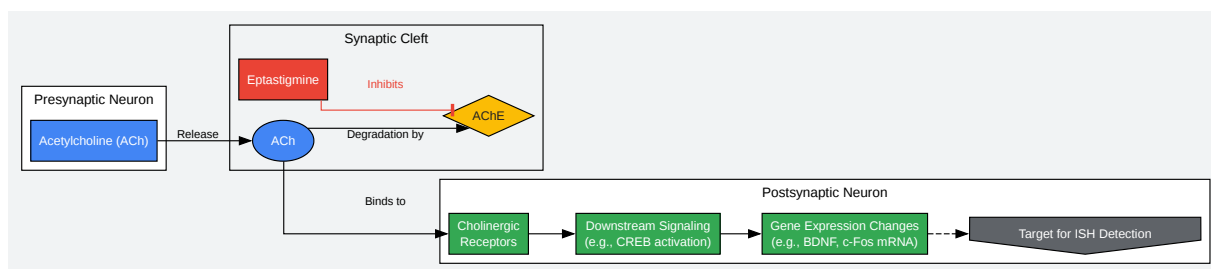 Synaptic Cleft
Eptastigmine
Inhibits
Presynaptic Neuron
AChE
Acetylcholine (ACh)
Release
ACh
Degradation by
Postsynaptic Neuron
Binds to
Cholinergic
Receptors
Downstream Signaling
(e.g., CREB activation)
Gene Expression Changes
(e.g., BDNF, c-Fos mRNA)
Target for ISH Detection